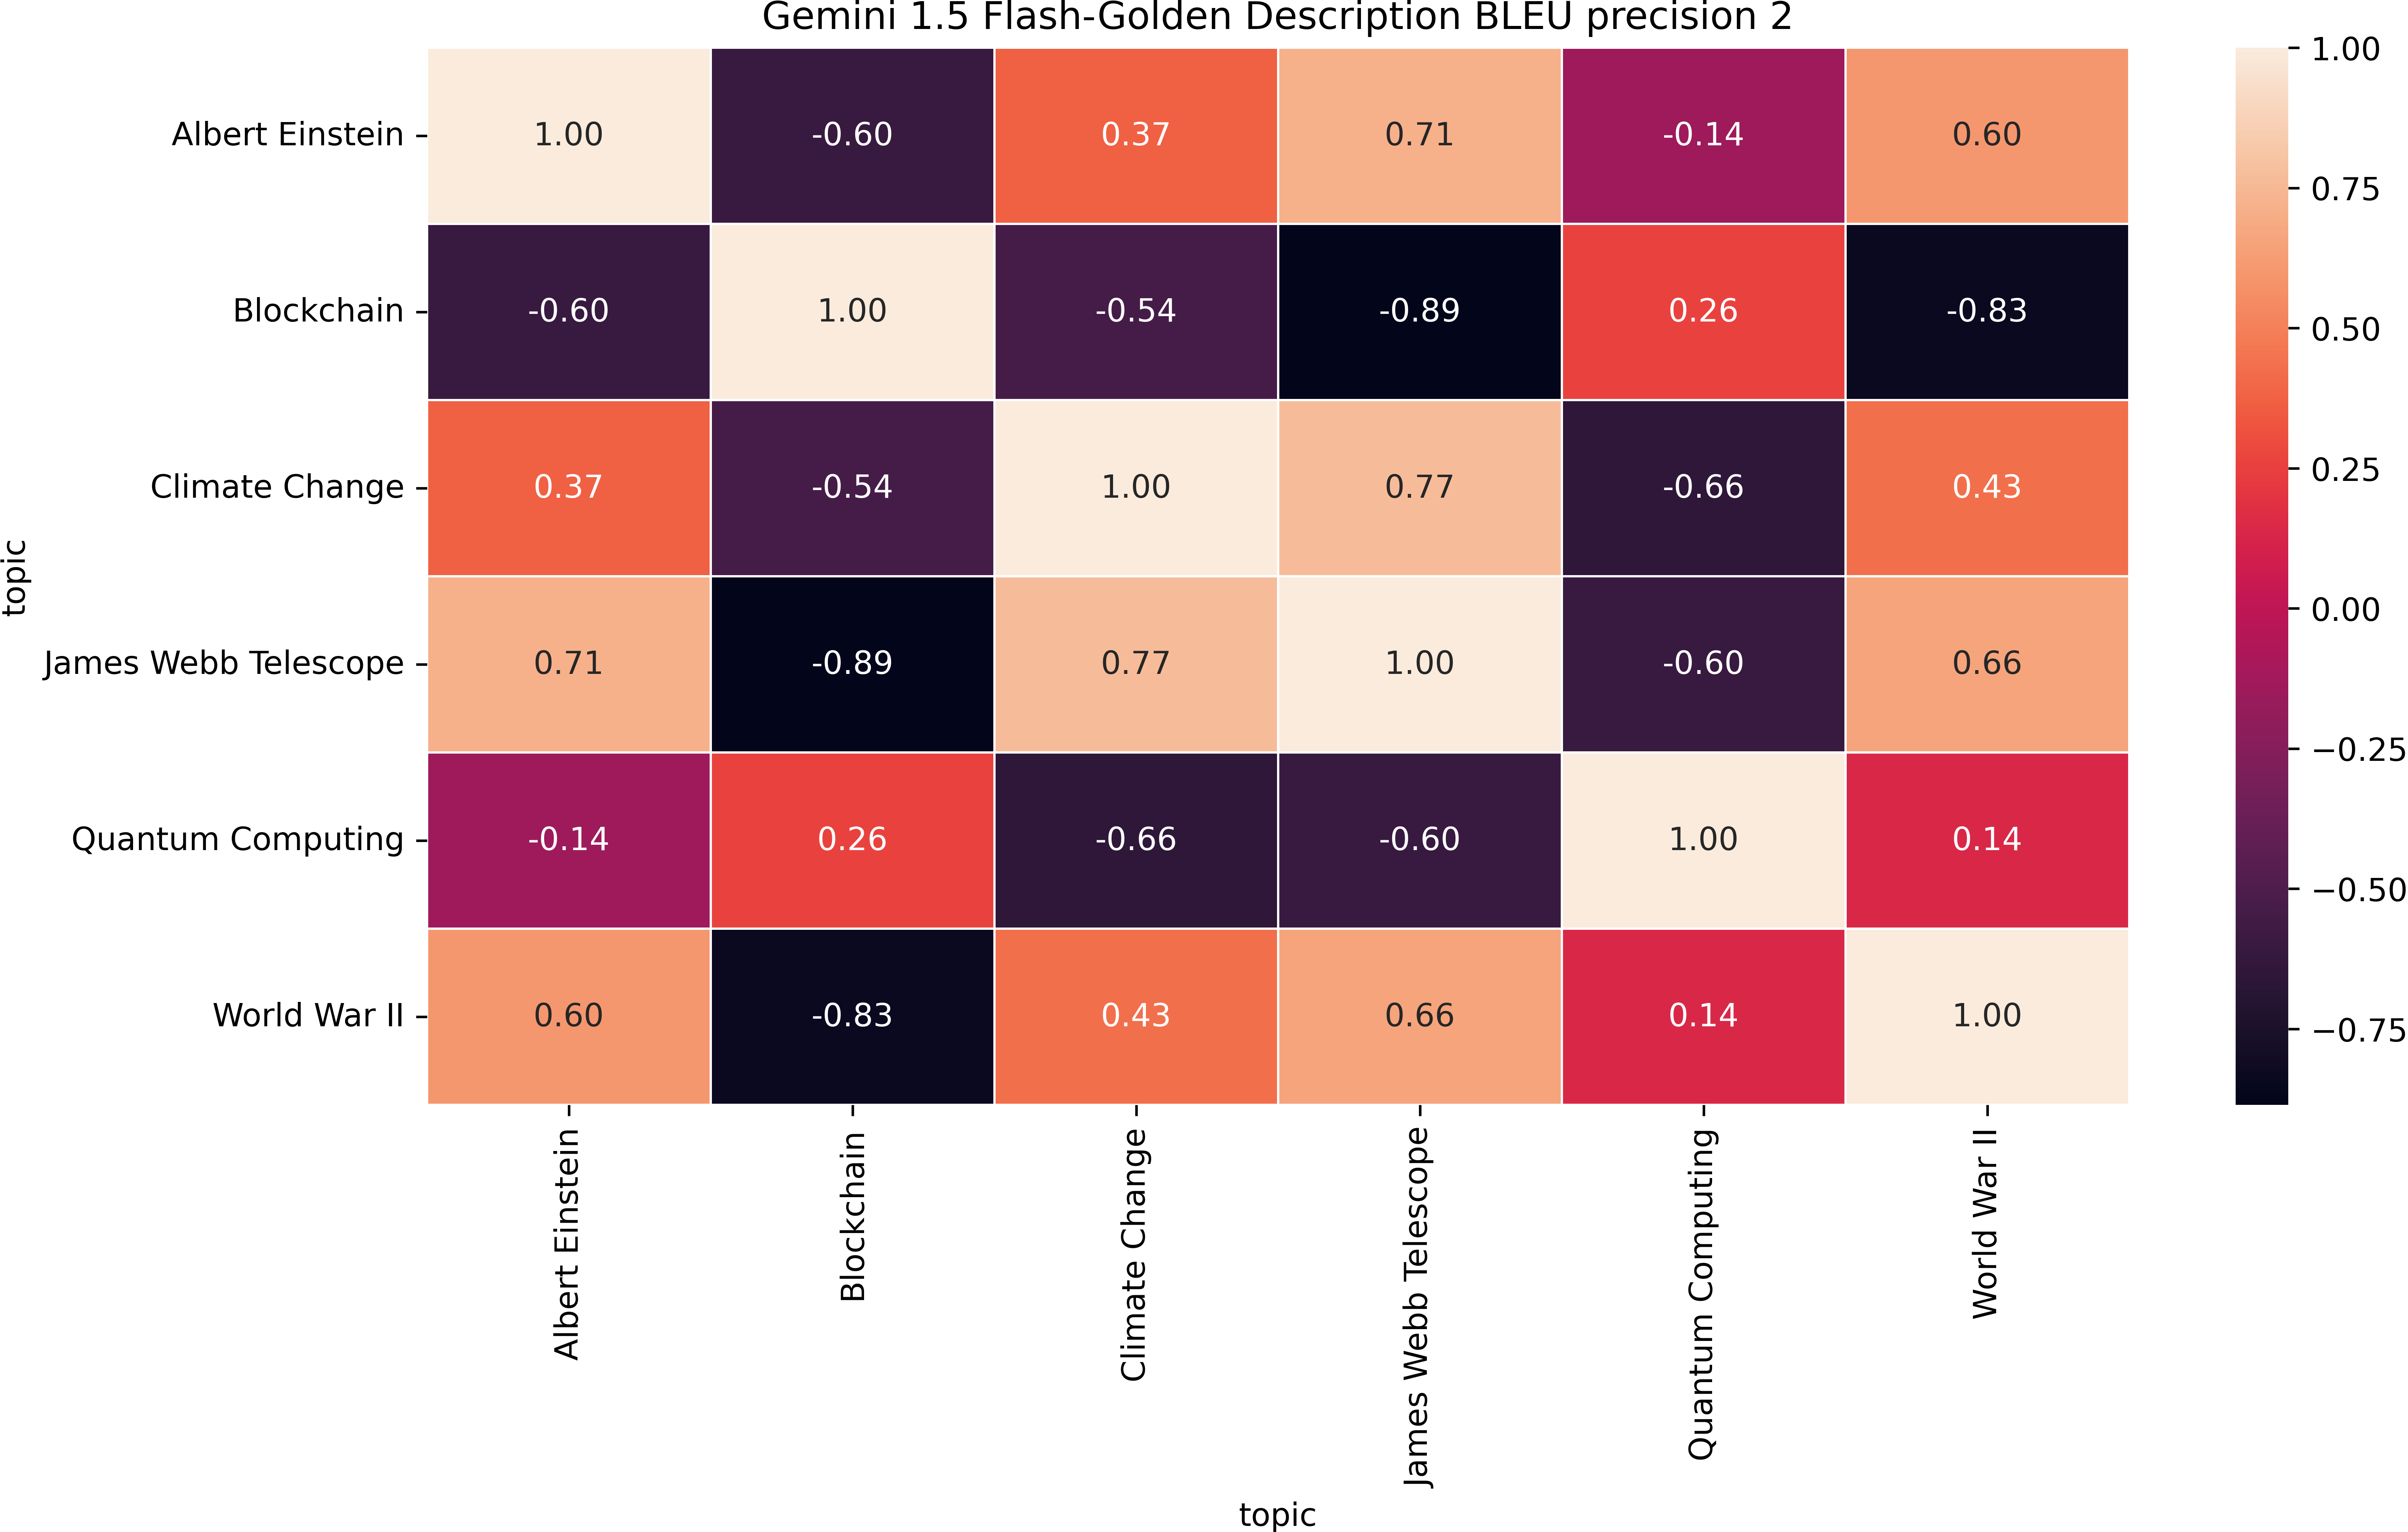 Gemini 1.5 Flash-Golden Description BLEU precision 2
topic
Albert Einstein 1.00 -0.60 0.37 0.71 -0.14 0.60
Blockchain -0.60 1.00 -0.54 -0.89 0.26 -0.83
Climate Change 0.37 -0.54 1.00 0.77 -0.66 0.43
James Webb Telescope 0.71 -0.89 0.77 1.00 -0.60 0.66
Quantum Computing -0.14 0.26 -0.66 -0.60 1.00 0.14
World War II 0.60 -0.83 0.43 0.66 0.14 1.00
Albert Einstein
Blockchain
Climate Change
James Webb Telescope
Quantum Computing
World War II
topic
1.00
0.75
0.50
0.25
0.00
−0.25
−0.50
−0.75